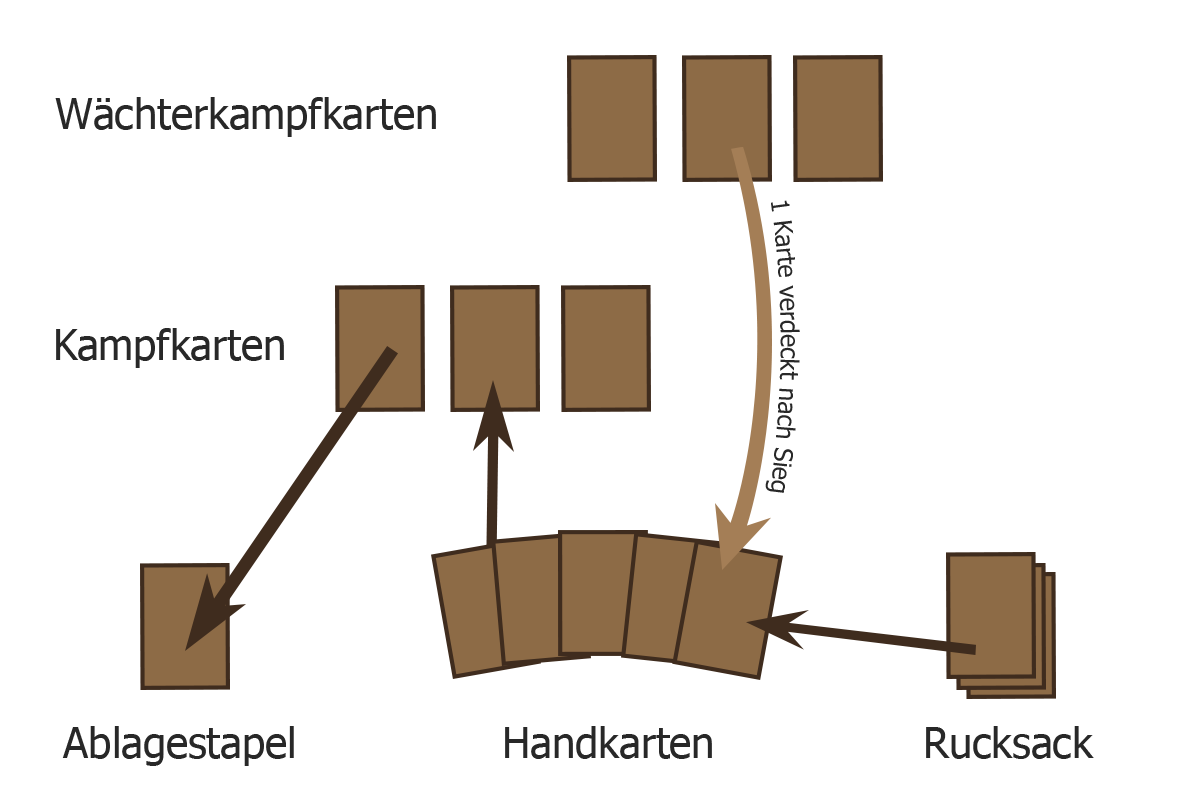 Wächterkampfkarten
1 Karte verdeckt nach Sieg
Kampfkarten
Ablagestapel
Handkarten
Rucksack